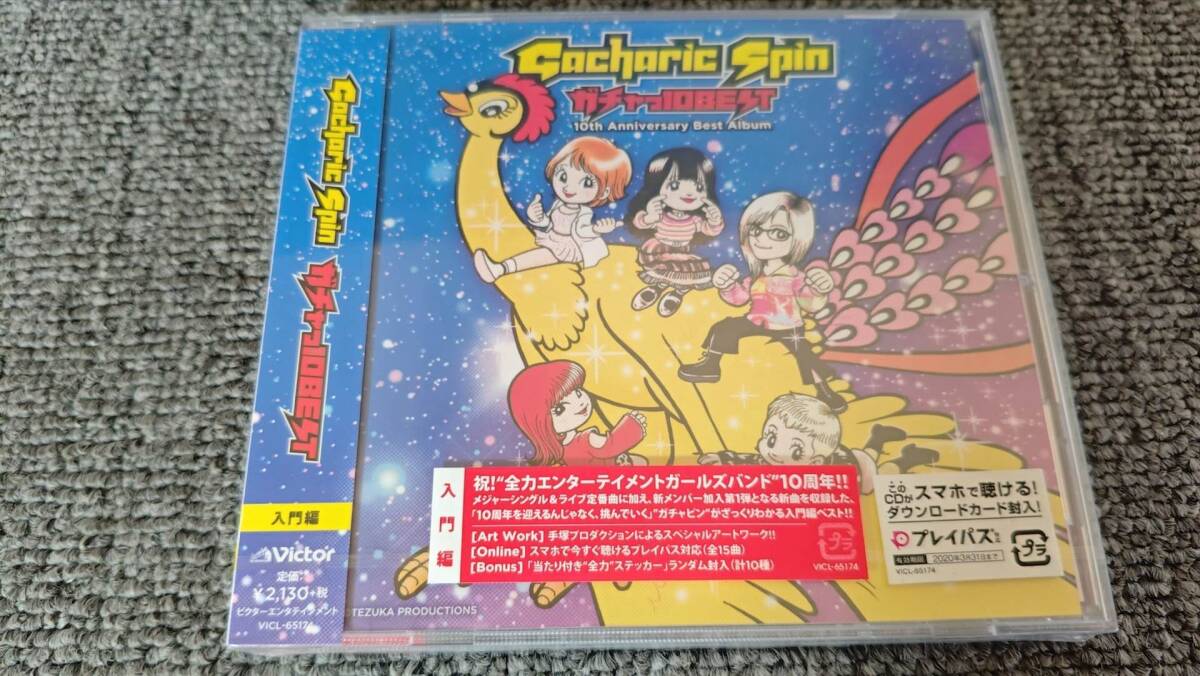 Gacharic Spin
ガチャっ10BEST
入門編
Victor
定価:
¥2,130+税
ビクターエンタテインメント
VICL-65174
Gacharic Spin
ガチャっ10BEST
10th Anniversary Best Album
入門編
祝!"全力エンターテイメントガールズバンド"10周年!!
メジャーシングル&ライブ定番曲に加え、新メンバー加入第1弾となる新曲を収録した、
「10周年を迎えるんじゃなく、挑んでいく」"ガチャピン"がざっくりわかる入門編ベスト!!
[Art Work] 手塚プロダクションによるスペシャルアートワーク!!
[Online] スマホで今すぐ聴けるプレイパス対応(全15曲)
[Bonus]「当たり付き"全力"ステッカー」ランダム封入(計10種)
プラ
VICL-65174
このCDがスマホで聴ける!
ダウンロードカード封入!
プレイパス
有効期限 2020年3月31日まで
VICL-65174
プラ
TEZUKA PRODUCTIONS